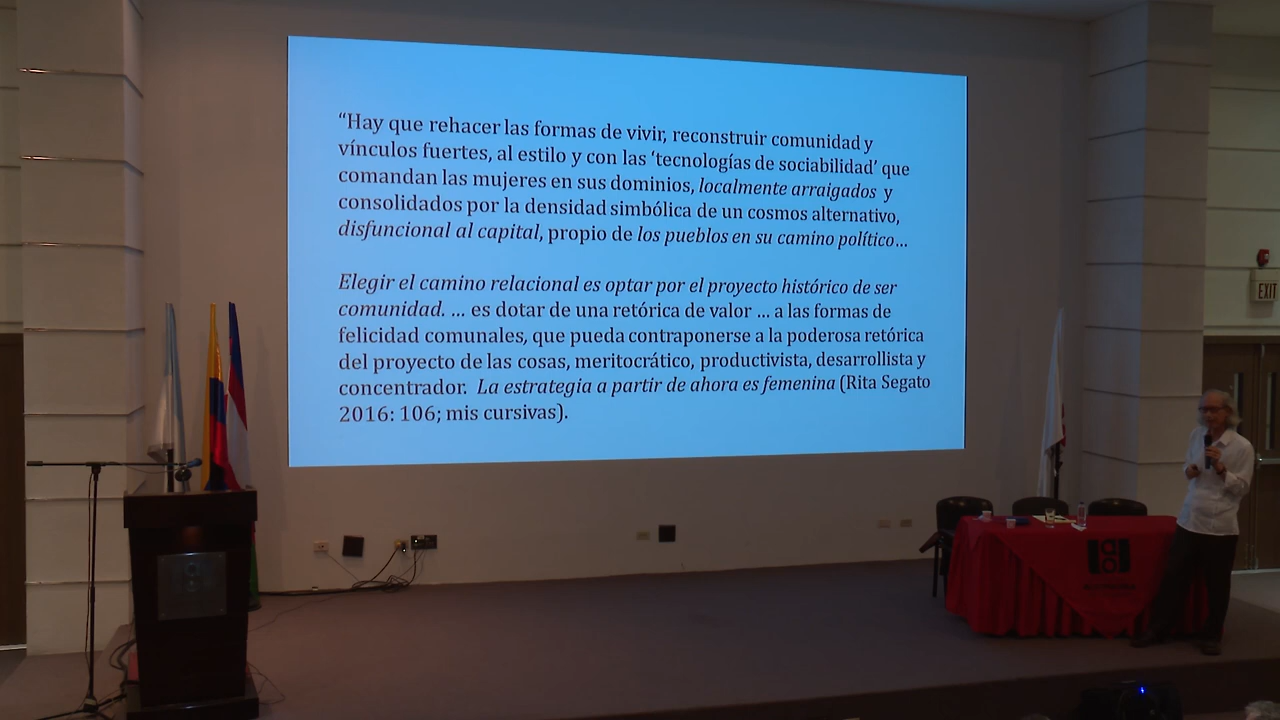 “Hay que rehacer las formas de vivir, reconstruir comunidad y
vínculos fuertes, al estilo y con las ‘tecnologías de sociabilidad’ que
comandan las mujeres en sus dominios, localmente arraigados y
consolidados por la densidad simbólica de un cosmos alternativo,
disfuncional al capital, propio de los pueblos en su camino político…
Elegir el camino relacional es optar por el proyecto histórico de ser
comunidad. … es dotar de una retórica de valor … a las formas de
felicidad comunales, que pueda contraponerse a la poderosa retórica
del proyecto de las cosas, meritocrático, productivista, desarrollista y
concentrador. La estrategia a partir de ahora es femenina (Rita Segato
2016: 106; mis cursivas).
EXIT